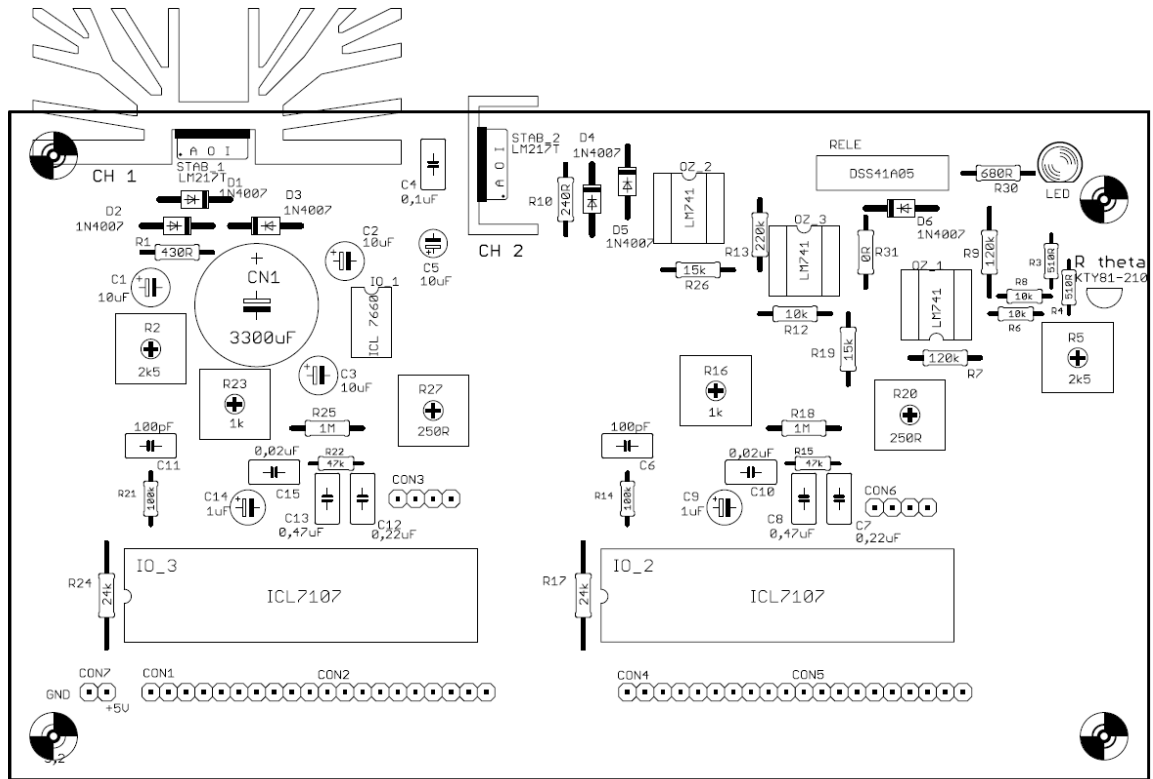 A O I
STAB_1
LM217T
CH 1
D1
1N4007
D2
1N4007
D3
1N4007
R1
430R
C1
10uF
R2
2k5
CN1
3300uF
C2
10uF
IO_1
ICL 7660
C3
10uF
C4
0,1uF
C5
10uF
A O I
STAB_2
LM217T
CH 2
D4
1N4007
R10
240R
D5
1N4007
OZ_2
LM741
R26
15k
R13
220k
OZ_3
LM741
R12
10k
RELE
DSS41A05
680R
R30
LED
D6
1N4007
R31
0R
OZ_1
LM741
R9
120k
R3
510R
R theta
KTY81-210
510R
R4
R8
10k
10k
R6
R5
2k5
R19
15k
120k
R7
R23
1k
R27
250R
R16
1k
R20
250R
R25
1M
R18
1M
100pF
C11
0,02uF
C15
R22
47k
CON3
R21
100k
C14
1uF
C13
0,47uF
C12
0,22uF
100pF
C6
0,02uF
C10
R15
47k
CON6
R14
100k
C9
1uF
C8
0,47uF
C7
0,22uF
R24
24k
IO_3
ICL7107
R17
24k
IO_2
ICL7107
CON7
GND
+5V
CON1
CON2
CON4
CON5